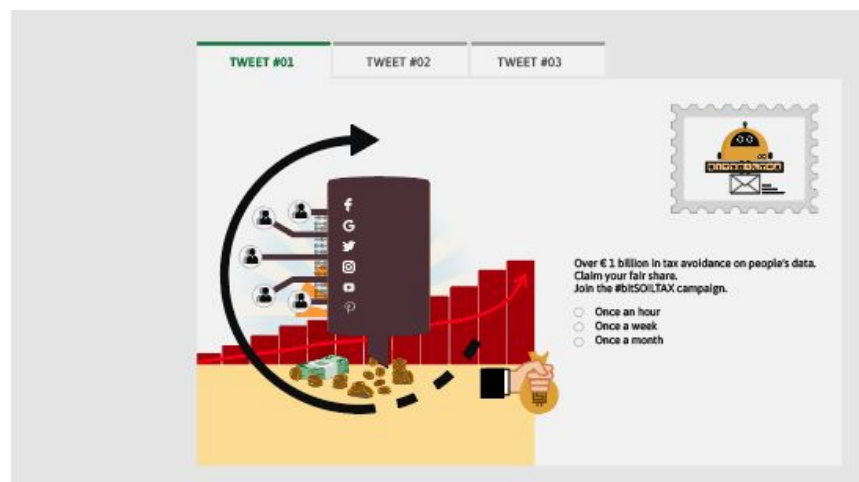 TWEET #01
TWEET #02
TWEET #03
Over € 1 billion in tax avoidance on people's data.
Claim your fair share.
Join the #bitSOILTAX campaign.
Once an hour
Once a week
Once a month